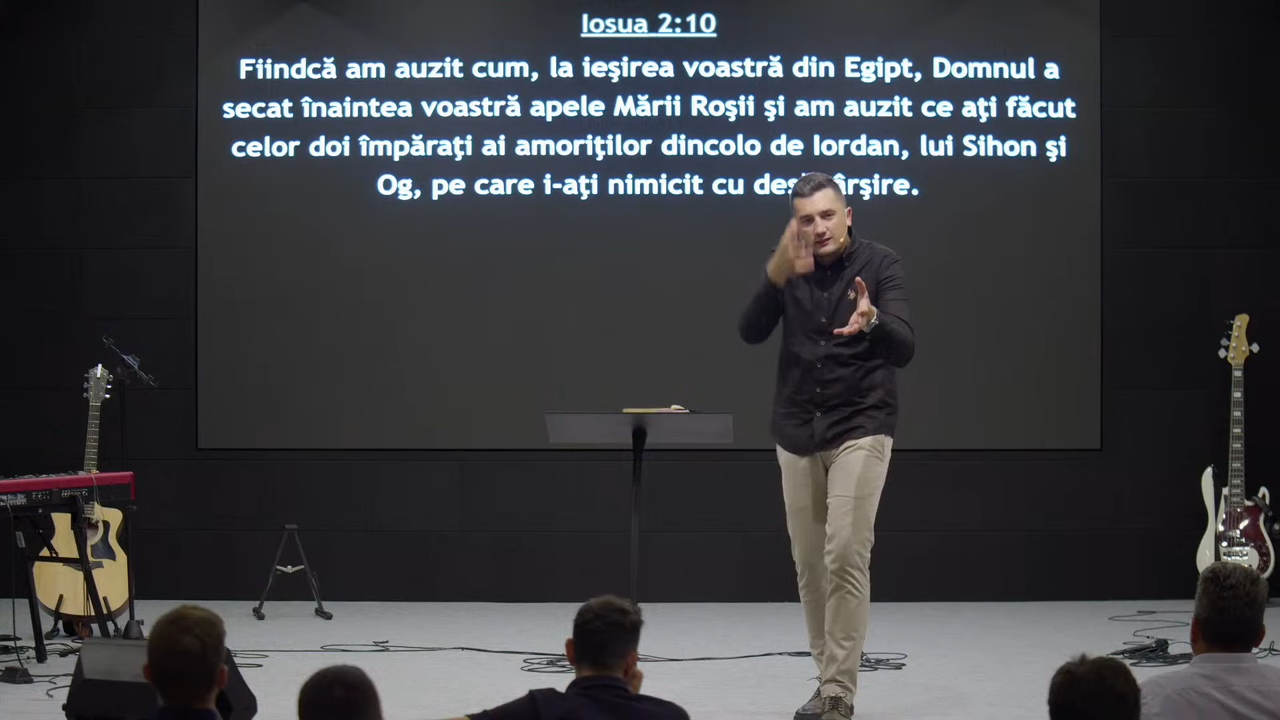 Iosua 2:10
Fiindcă am auzit cum, la ieşirea voastră din Egipt, Domnul a
secat înaintea voastră apele Mării Roşii şi am auzit ce aţi făcut
celor doi împăraţi ai amoriţilor dincolo de Iordan, lui Sihon şi
Og, pe care i-aţi nimicit cu